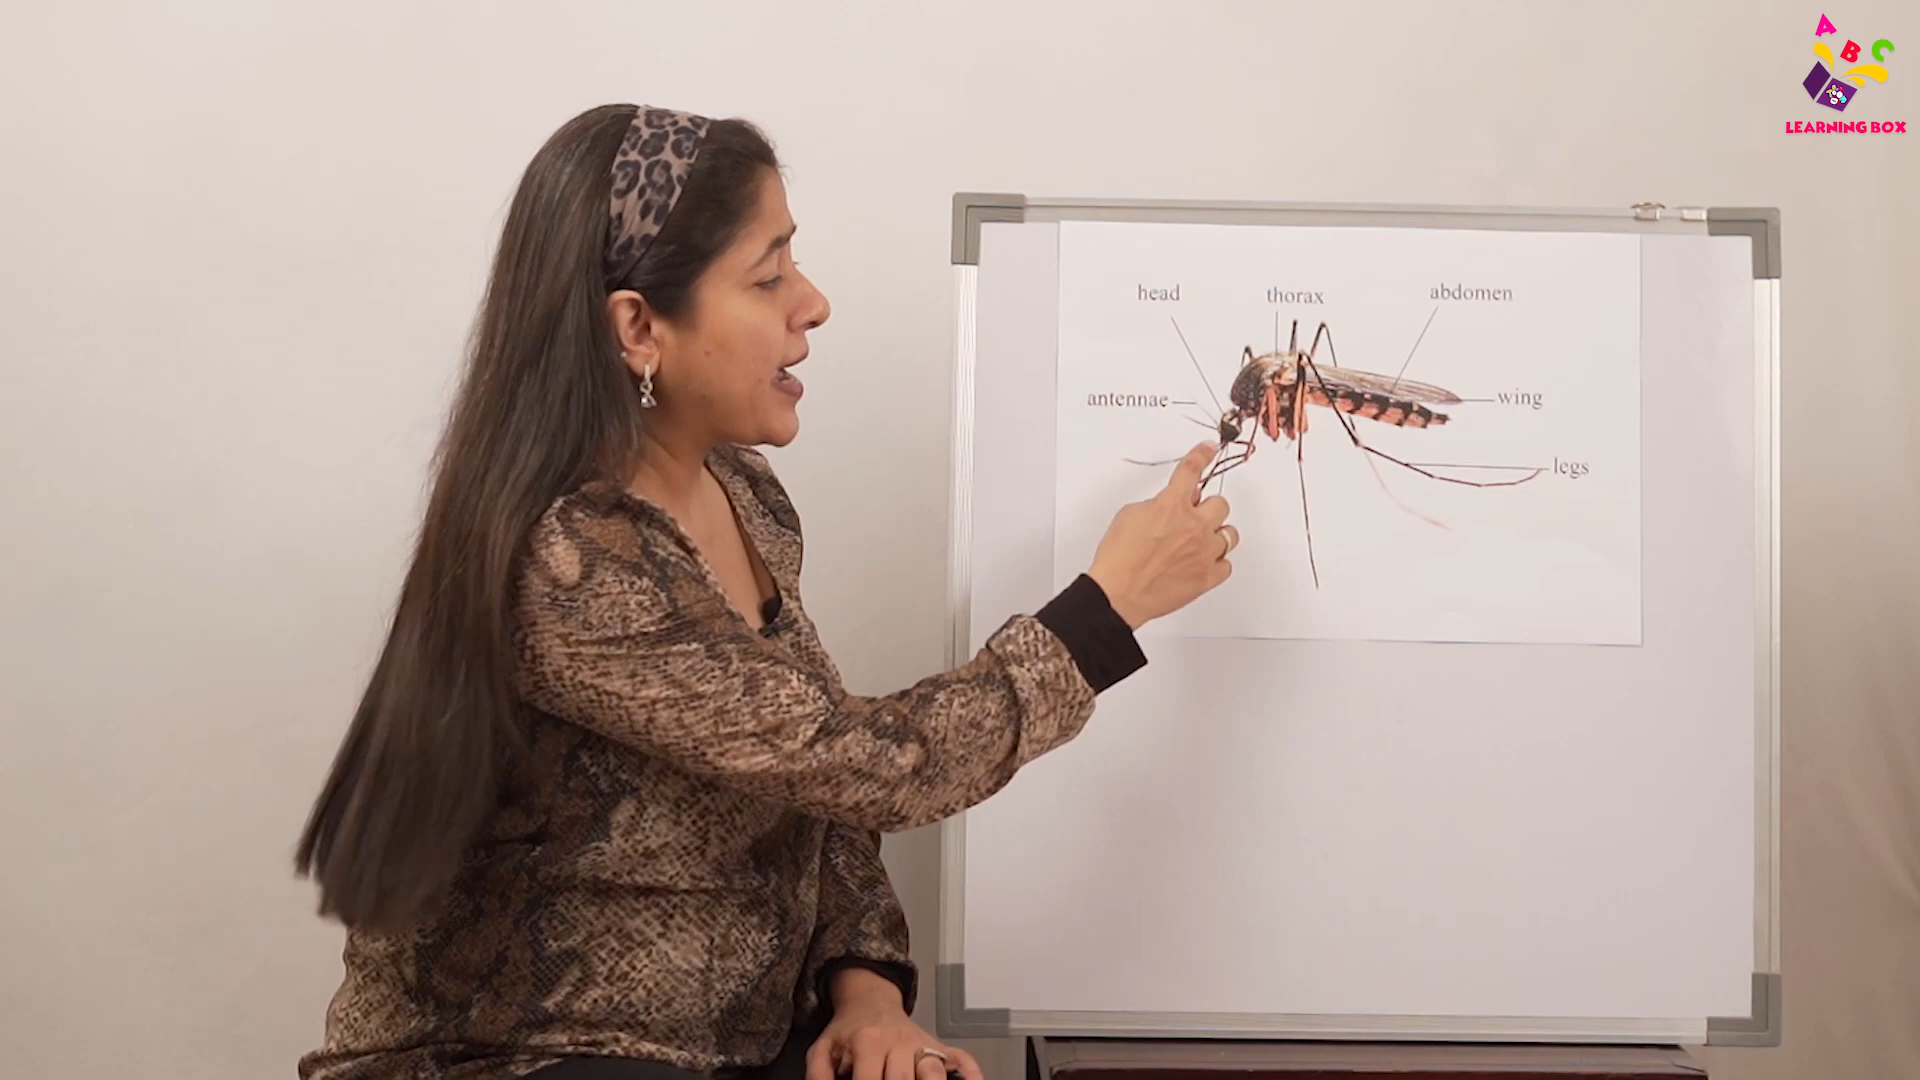 A B C
LEARNING BOX
head
thorax
abdomen
antennae
wing
legs